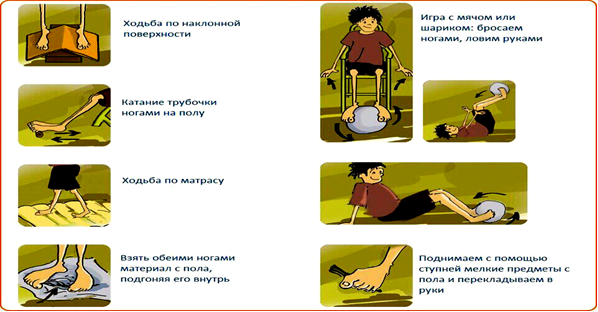 Ходьба по наклонной
поверхности
Катание трубочки
ногами на полу
Ходьба по матрасу
Взять обеими ногами
материал с пола,
подгоняя его внутрь
Игра с мячом или
шариком: бросаем
ногами, ловим руками
Поднимаем с помощью
ступней мелкие предметы с
пола и перекладываем в
руки